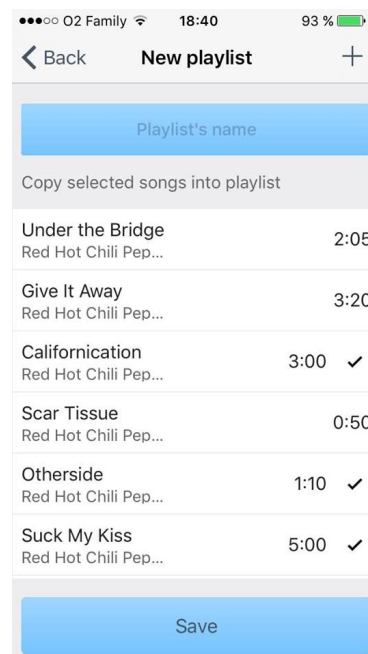 O2 Family 18:40 93 %
Back New playlist +
Playlist's name
Copy selected songs into playlist
Under the Bridge
2:05
Red Hot Chili Pep...
Give It Away
3:20
Red Hot Chili Pep...
Californication
3:00 ✓
Red Hot Chili Pep...
Scar Tissue
0:50
Red Hot Chili Pep...
Otherside
1:10 ✓
Red Hot Chili Pep...
Suck My Kiss
5:00 ✓
Red Hot Chili Pep...
Save